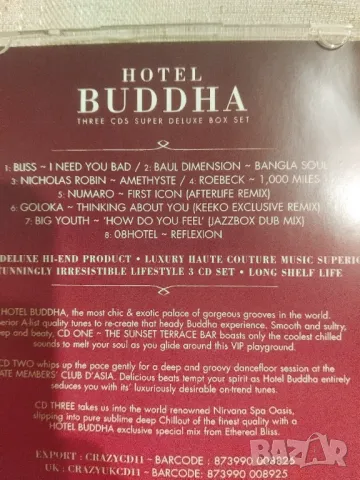 HOTEL
BUDDHA
THREE CDS SUPER DELUXE BOX SET
1: BLISS ~ I NEED YOU BAD / 2: BAUL DIMENSION ~ BANGLA SOUL
3: NICHOLAS ROBIN ~ AMETHYSTE / 4: ROEBECK ~ 1,000 MILES
5: NUMARO ~ FIRST ICON (AFTERLIFE REMIX)
6: GOLOKA ~ THINKING ABOUT YOU (KEEKO EXCLUSIVE REMIX)
7: BIG YOUTH ~ 'HOW DO YOU FEEL' (JAZZBOX DUB MIX)
8: 08HOTEL ~ REFLEXION
DELUXE HI-END PRODUCT • LUXURY HAUTE COUTURE MUSIC SUPERIO
TUNNINGLY IRRESISTIBLE LIFESTYLE 3 CD SET • LONG SHELF LIFE
HOTEL BUDDHA, the most chic & exotic palace of gorgeous grooves in the world.
perior A-list quality tunes to re-create that heady Buddha experience. Smooth and sultry,
eep and beaty, CD ONE ~ THE SUNSET TERRACE BAR boasts only the coolest chilled
sounds to melt your soul as you glide around this VIP playground.
CD TWO whips up the pace gently for a deep and groovy dancefloor session at the
ATE MEMBERS' CLUB D'ASIA. Delicious beats tempt your spirit as Hotel Buddha entirely
seduces you with its' luxuriously desirable on-trend tunes.
CD THREE takes us into the world renowned Nirvana Spa Oasis,
slipping into pure sublime deep Chillout of the finest quality with a
HOTEL BUDDHA exclusive special mix from Ethereal Bliss.
EXPORT : CRAZYCD11 ~ BARCODE : 873990 008826
UK : CRAZYUKCD11 ~ BARCODE : 873990 008925
bazar